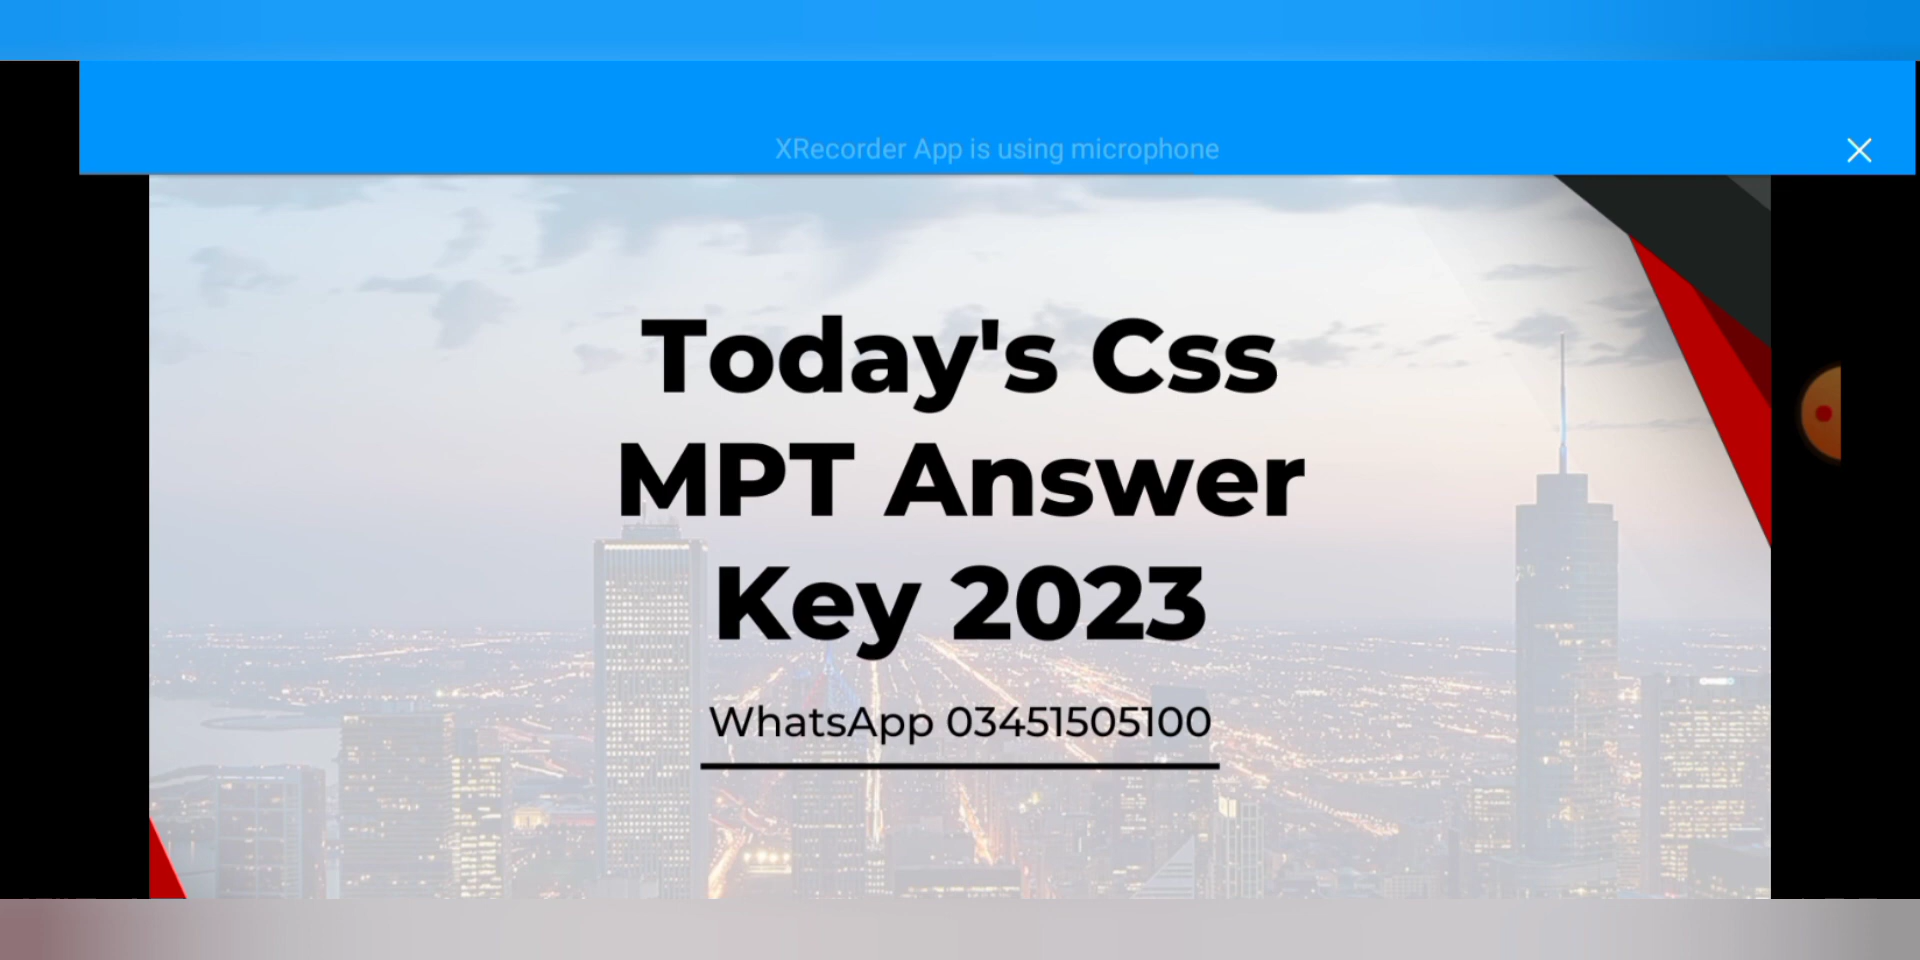 XRecorder App is using microphone
Today's Css
MPT Answer
Key 2023
WhatsApp 03451505100